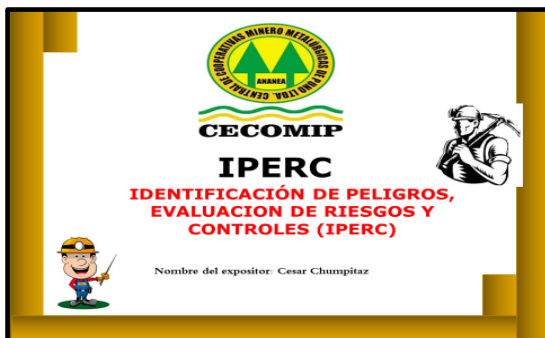 CENTRAL DE COOPERATIVAS MINERO METALÚRGICAS DE PUNO LTDA.
ANANEA
CECOMIP
IPERC
IDENTIFICACIÓN DE PELIGROS,
EVALUACION DE RIESGOS Y
CONTROLES (IPERC)
Nombre del expositor: Cesar Chumpitaz